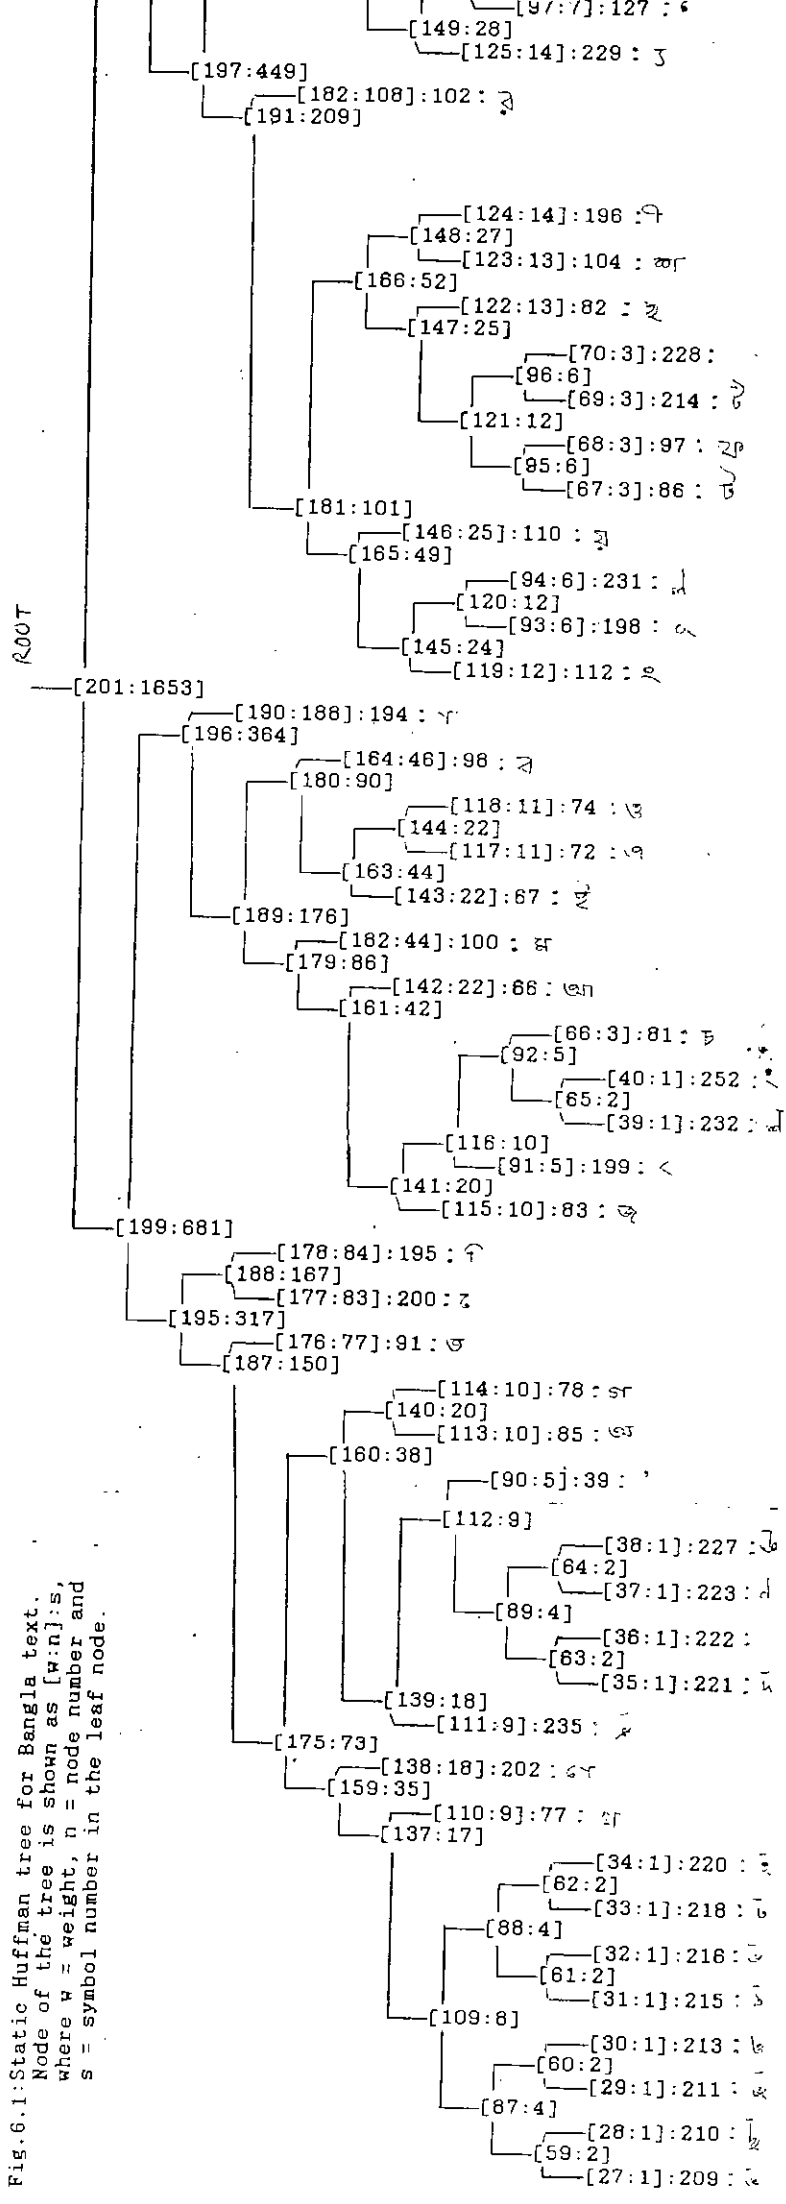 [97:7]:127 :
[149:28]
[125:14]:229 :
[197:449]
[182:108]:102 : র
[191:209]
[124:14]:196 :
[148:27]
[123:13]:104 :
[166:52]
[122:13]:82 :
[147:25]
[70:3]:228 :
[96:6]
[69:3]:214 :
[121:12]
[68:3]:97 : ফ
[95:6]
[67:3]:86 : ট
[181:101]
[146:25]:110 : য়
[165:49]
[94:6]:231 :
[120:12]
[93:6]:198 :
[145:24]
[119:12]:112 :
ROOT
[201:1653]
[190:188]:194 : া
[196:364]
[164:46]:98 : ব
[180:90]
[118:11]:74 : ও
[144:22]
[117:11]:72 : এ
[163:44]
[143:22]:67 : ই
[189:176]
[182:44]:100 : ম
[179:86]
[142:22]:66 : আ
[161:42]
[66:3]:81 : চ
[92:5]
[40:1]:252 :
[65:2]
[39:1]:232 :
[116:10]
[91:5]:199 : <
[141:20]
[115:10]:83 : জ
[199:681]
[178:84]:195 : ি
[188:167]
[177:83]:200 : ে
[195:317]
[176:77]:91 : ত
[187:150]
[114:10]:78 : গ
[140:20]
[113:10]:85 :
[160:38]
[90:5]:39 : '
[112:9]
[38:1]:227 :
[64:2]
[37:1]:223 :
[89:4]
[36:1]:222 :
[63:2]
[35:1]:221 :
[139:18]
[111:9]:235 :
[175:73]
[138:18]:202 : ো
[159:35]
[110:9]:77 : খ
[137:17]
[34:1]:220 :
[62:2]
[33:1]:218 :
[88:4]
[32:1]:216 :
[61:2]
[31:1]:215 :
[109:8]
[30:1]:213 :
[60:2]
[29:1]:211 :
[87:4]
[28:1]:210 :
[59:2]
[27:1]:209 :
Fig.6.1:Static Huffman tree for Bangla text.
Node of the tree is shown as [w:n]:s,
where w = weight, n = node number and
s = symbol number in the leaf node.